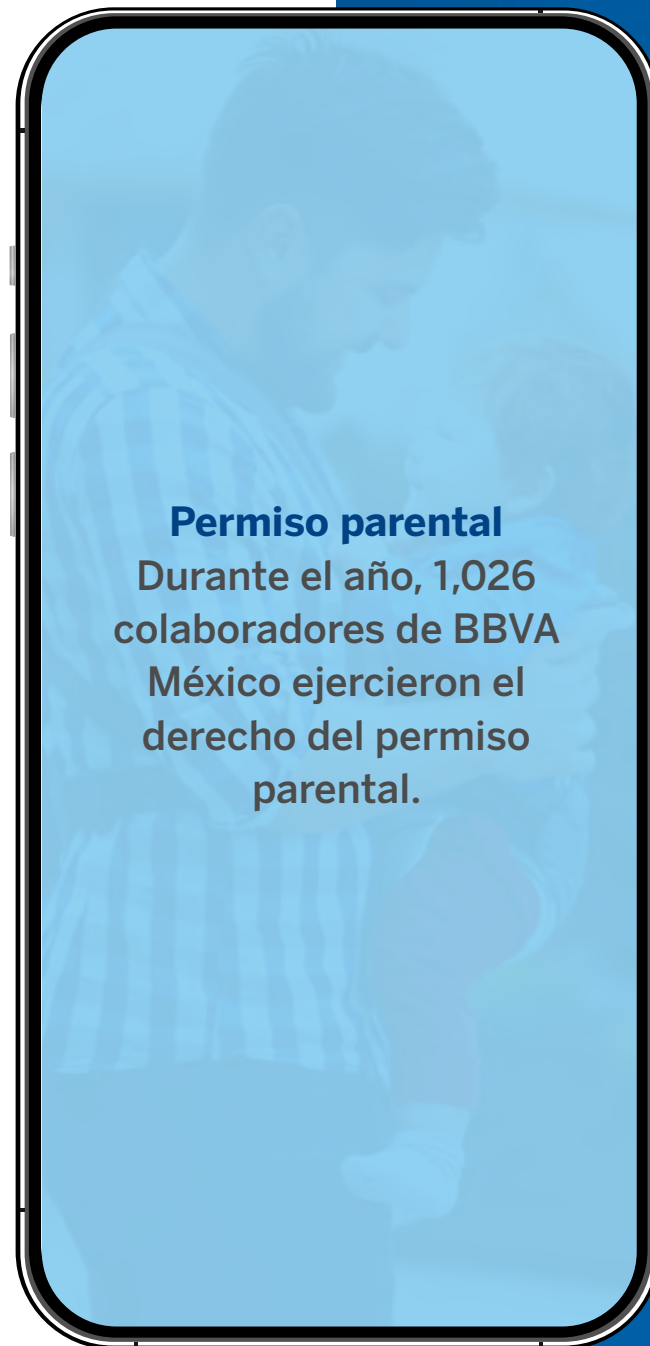 Permiso parental
Durante el año, 1,026
colaboradores de BBVA
México ejercieron el
derecho del permiso
parental.